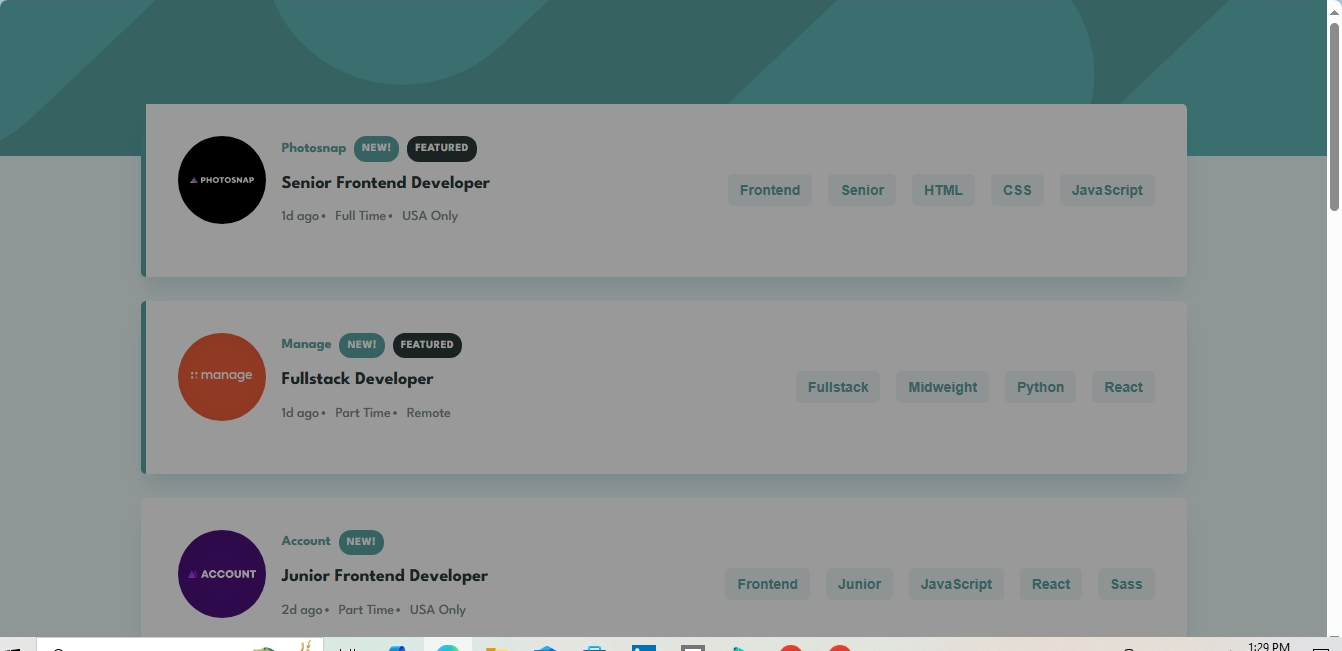 PHOTOSNAP
Photosnap NEW! FEATURED
Senior Frontend Developer
1d ago • Full Time • USA Only
Frontend Senior HTML CSS JavaScript
manage
Manage NEW! FEATURED
Fullstack Developer
1d ago • Part Time • Remote
Fullstack Midweight Python React
ACCOUNT
Account NEW!
Junior Frontend Developer
2d ago • Part Time • USA Only
Frontend Junior JavaScript React Sass
1:29 PM